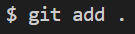 $ git add .